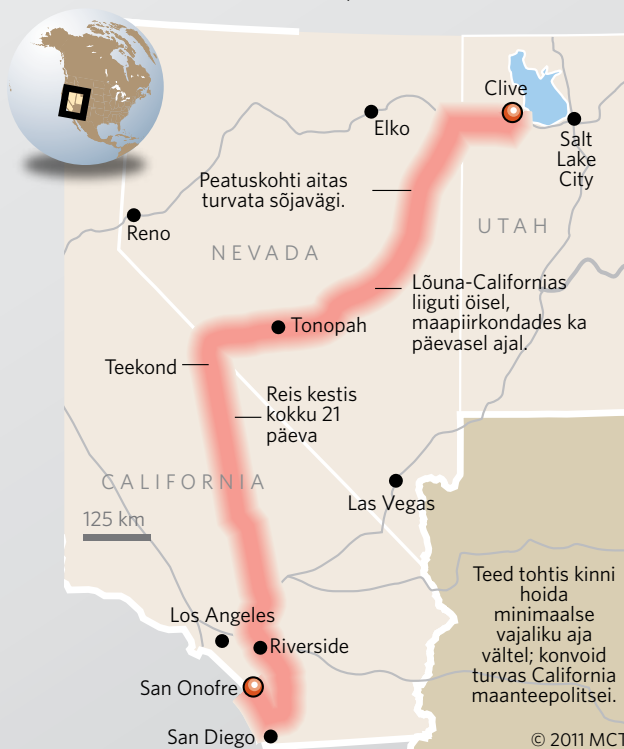 Clive
Elko
Salt
Lake
City
Peatuskohti aitas
turvata sõjavägi.
Reno
NEVADA
UTAH
Lõuna-Californias
liiguti öisel,
maapiirkondades ka
päevasel ajal.
Tonopah
Teekond
Reis kestis
kokku 21
päeva
CALIFORNIA
Las Vegas
125 km
Teed tohtis kinni
hoida
minimaalse
vajaliku aja
vältel; konvoid
turvas California
maanteepolitsei.
Los Angeles
Riverside
San Onofre
San Diego
© 2011 MCT